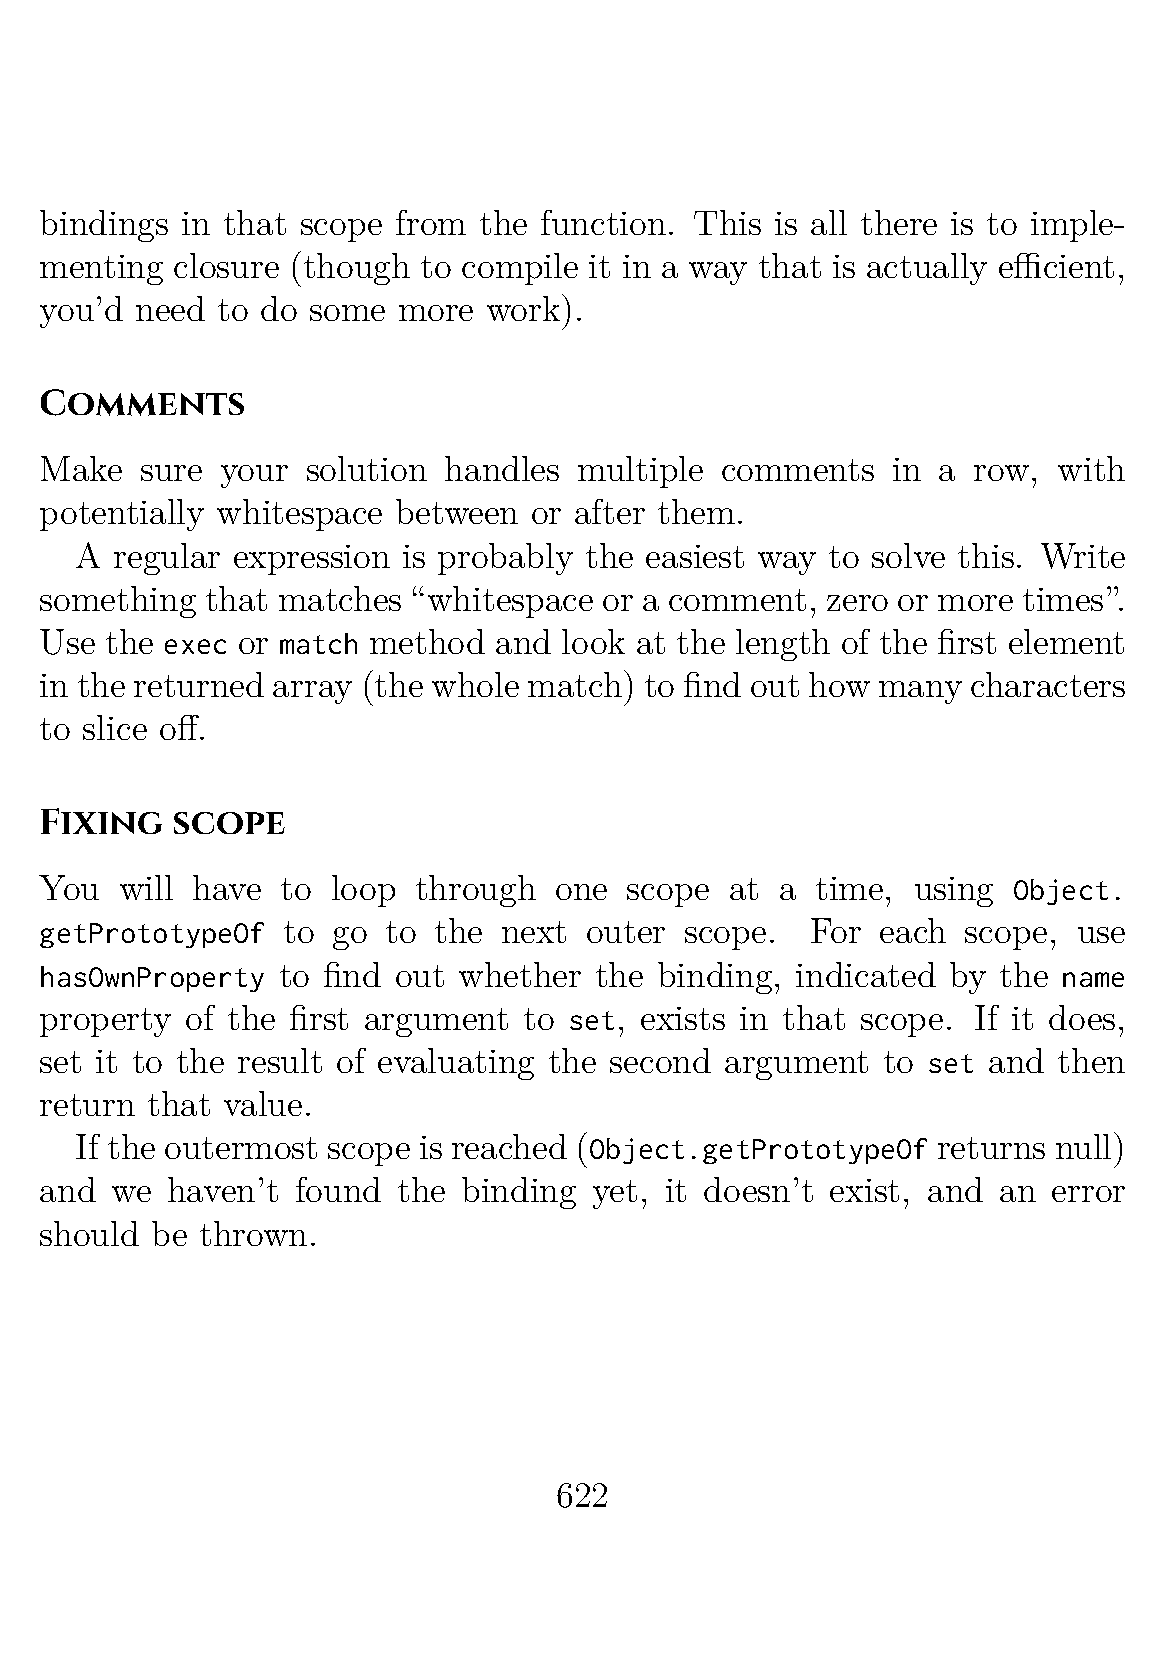 bindings in that scope from the function. This is all there is to imple-
menting closure (though to compile it in a way that is actually efficient,
you’d need to do some more work).
Comments
Make sure your solution handles multiple comments in a row, with
potentially whitespace between or after them.
A regular expression is probably the easiest way to solve this. Write
something that matches “whitespace or a comment, zero or more times”.
Use the exec or match method and look at the length of the first element
in the returned array (the whole match) to find out how many characters
to slice off.
Fixing scope
You will have to loop through one scope at a time, using Object.
getPrototypeOf to go to the next outer scope. For each scope, use
hasOwnProperty to find out whether the binding, indicated by the name
property of the first argument to set, exists in that scope. If it does,
set it to the result of evaluating the second argument to set and then
return that value.
If the outermost scope is reached (Object.getPrototypeOf returns null)
and we haven’t found the binding yet, it doesn’t exist, and an error
should be thrown.
622